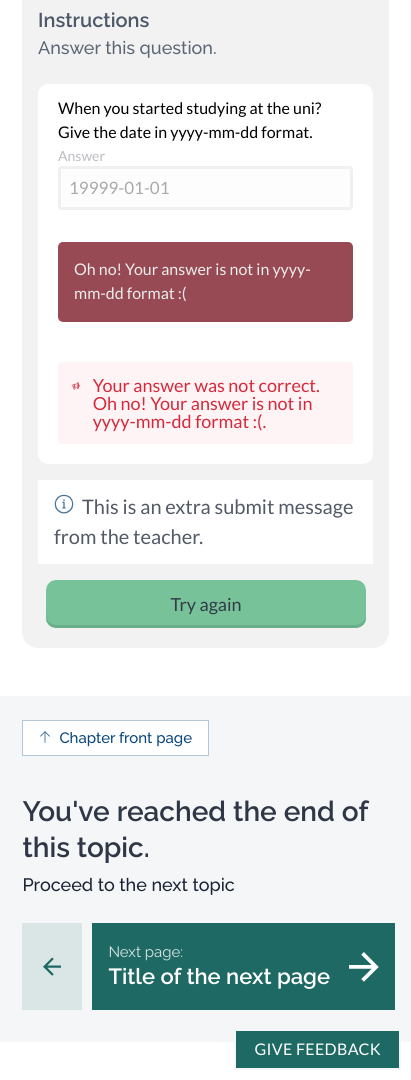 Instructions
Answer this question.
When you started studying at the uni?
Give the date in yyyy-mm-dd format.
Answer
19999-01-01
Oh no! Your answer is not in yyyy-
mm-dd format :(
Your answer was not correct.
Oh no! Your answer is not in
yyyy-mm-dd format :(.
This is an extra submit message
from the teacher.
Try again
Chapter front page
You've reached the end of
this topic.
Proceed to the next topic
Next page:
Title of the next page
GIVE FEEDBACK